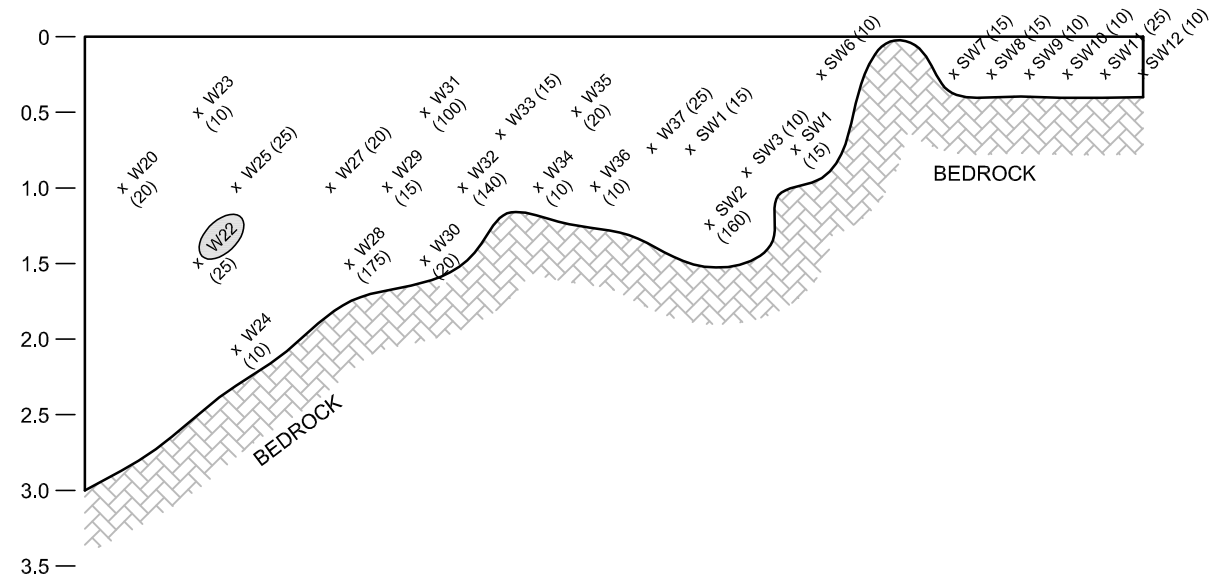 0
0.5
1.0
1.5
2.0
2.5
3.0
3.5
x W20
(20)
x W23
(10)
x W25 (25)
x W22
(25)
x W24
(10)
x W27 (20)
x W28
(175)
x W29
(15)
x W31
(100)
x W30
(20)
x W32
(140)
x W33 (15)
x W34
(10)
x W35
(20)
x W36
(10)
x W37 (25)
x SW1 (15)
x SW2
(160)
x SW3 (10)
x SW1
(15)
x SW6 (10)
x SW7 (15)
x SW8 (15)
x SW9 (10)
x SW10 (10)
x SW11 (25)
x SW12 (10)
BEDROCK
BEDROCK